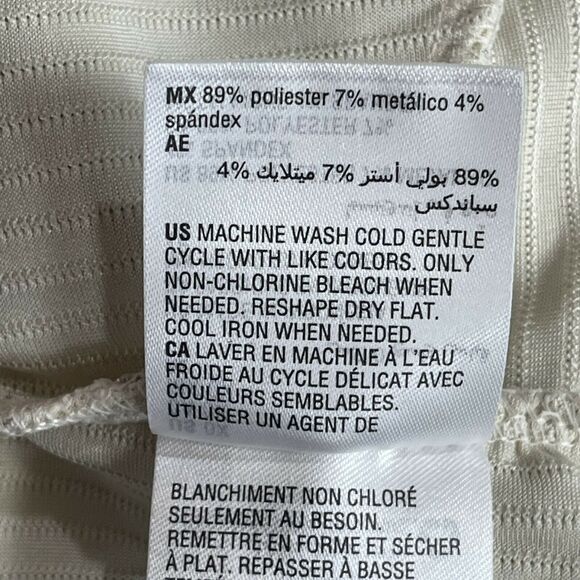 MX 89% poliester 7% metálico 4%
spándex
AE
89% بولي أستر 7% ميتلايك 4%
سباندكس
US MACHINE WASH COLD GENTLE
CYCLE WITH LIKE COLORS. ONLY
NON-CHLORINE BLEACH WHEN
NEEDED. RESHAPE DRY FLAT.
COOL IRON WHEN NEEDED.
CA LAVER EN MACHINE À L'EAU
FROIDE AU CYCLE DÉLICAT AVEC
COULEURS SEMBLABLES.
UTILISER UN AGENT DE
BLANCHIMENT NON CHLORÉ
SEULEMENT AU BESOIN.
REMETTRE EN FORME ET SÉCHER
À PLAT. REPASSER À BASSE